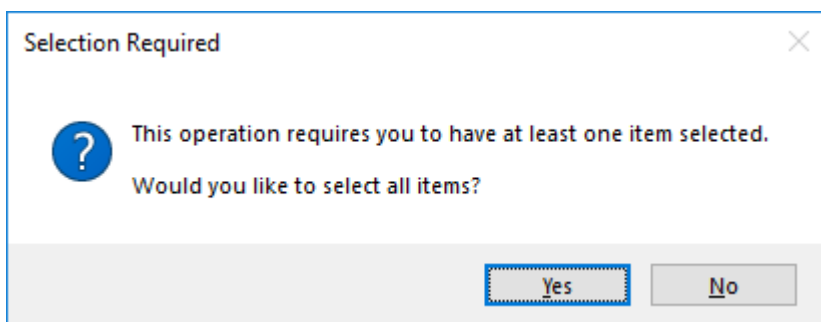 Selection Required
This operation requires you to have at least one item selected.
Would you like to select all items?
Yes
No